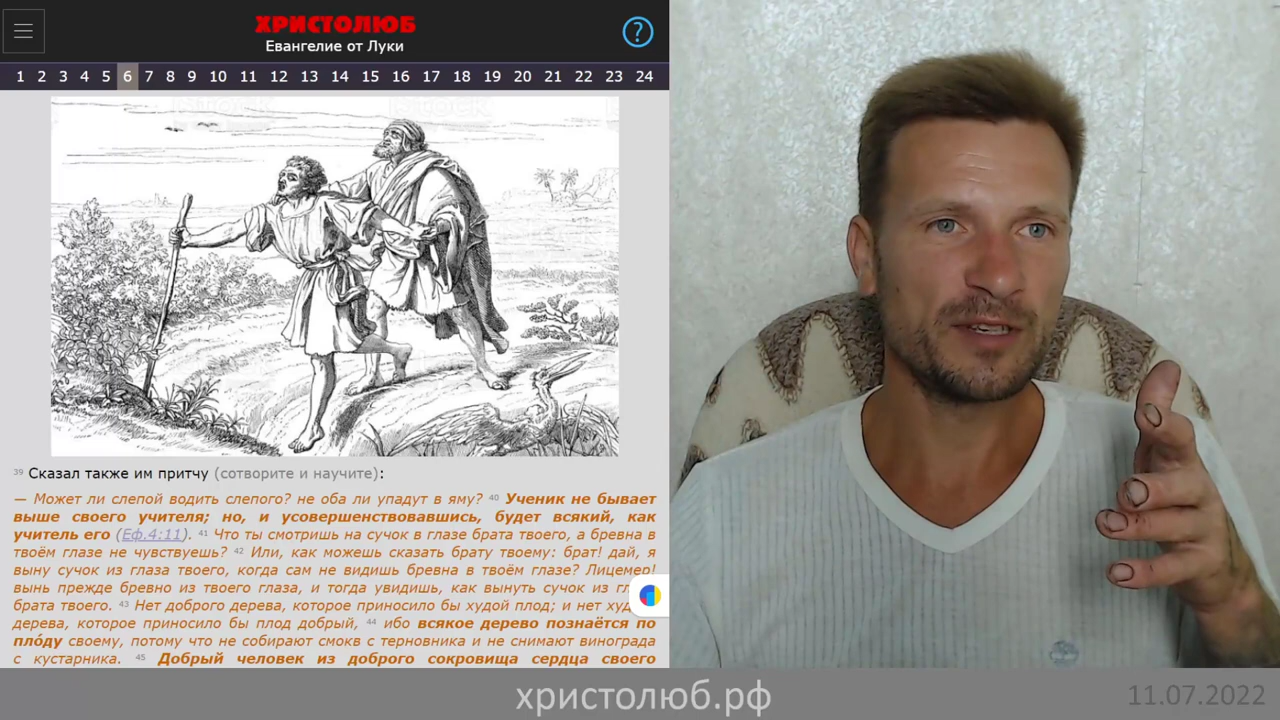 ХРИСТОЛЮБ
Евангелие от Луки
?
1 2 3 4 5 6 7 8 9 10 11 12 13 14 15 16 17 18 19 20 21 22 23 24
39 Сказал также им притчу (сотворите и научите):
— Может ли слепой водить слепого? не оба ли упадут в яму? 40 Ученик не бывает
выше своего учителя; но, и усовершенствовавшись, будет всякий, как
учитель его (Еф.4:11). 41 Что ты смотришь на сучок в глазе брата твоего, а бревна в
твоём глазе не чувствуешь? 42 Или, как можешь сказать брату твоему: брат! дай, я
выну сучок из глаза твоего, когда сам не видишь бревна в твоём глазе? Лицемер!
вынь прежде бревно из твоего глаза, и тогда увидишь, как вынуть сучок из
брата твоего. 43 Нет доброго дерева, которое приносило бы худой плод; и нет
дерева, которое приносило бы плод добрый, 44 ибо всякое дерево познаётся по
пло́ду своему, потому что не собирают смокв с терновника и не снимают винограда
с кустарника. 45 Добрый человек из доброго сокровища сердца своего
христолюб.рф
11.07.2022